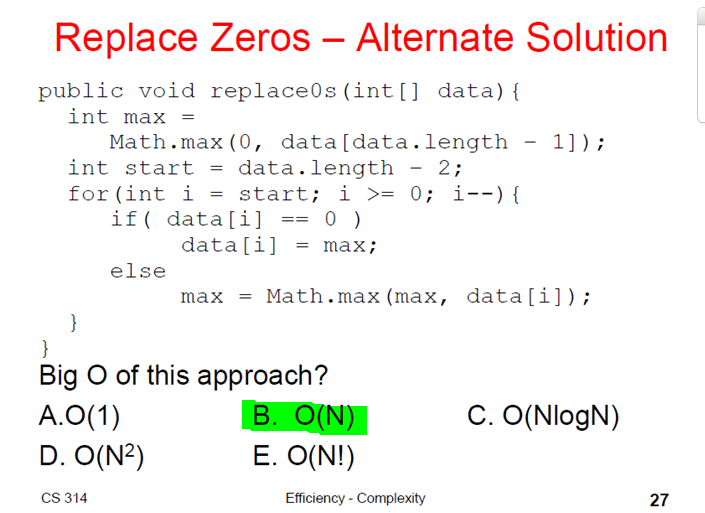 Replace Zeros – Alternate Solution
public void replace0s(int[] data){
int max =
Math.max(0, data[data.length - 1]);
int start = data.length - 2;
for(int i = start; i >= 0; i--){
if( data[i] == 0 )
data[i] = max;
else
max = Math.max(max, data[i]);
}
}
Big O of this approach?
A.O(1) B. O(N) C. O(NlogN)
D. O(N²) E. O(N!)
CS 314 Efficiency - Complexity 27